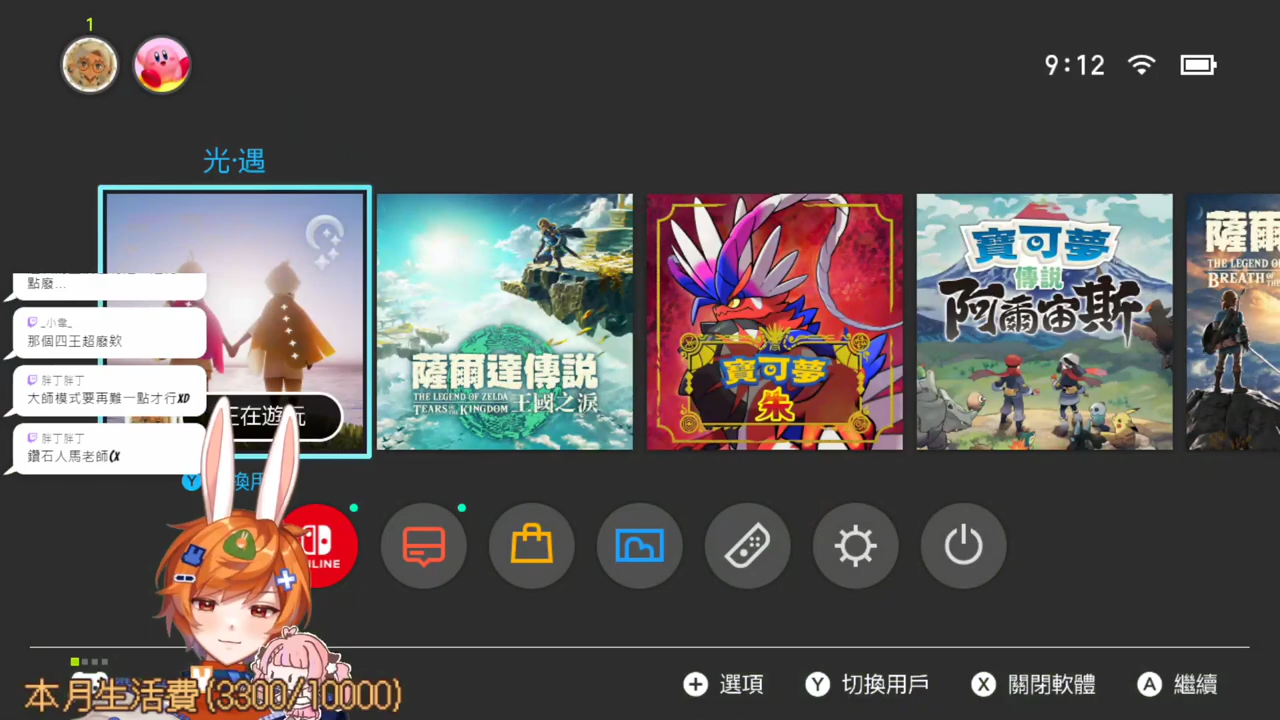 1
9:12
光·遇
薩爾達傳說
THE LEGEND OF ZELDA
TEARS OF THE KINGDOM 王國之淚
寶可夢
朱
寶可夢
傳說
阿爾宙斯
薩爾
THE LEGEND OF
BREATH OF THE
點廢...
_小韋_
那個四王超廢欸
胖丁胖丁
大師模式要再難一點才行XD
正在遊玩
胖丁胖丁
鑽石人馬老師(X
Y 切換用
ONLINE
本月生活費(3300/10000)
+ 選項
Y 切換用戶
X 關閉軟體
A 繼續